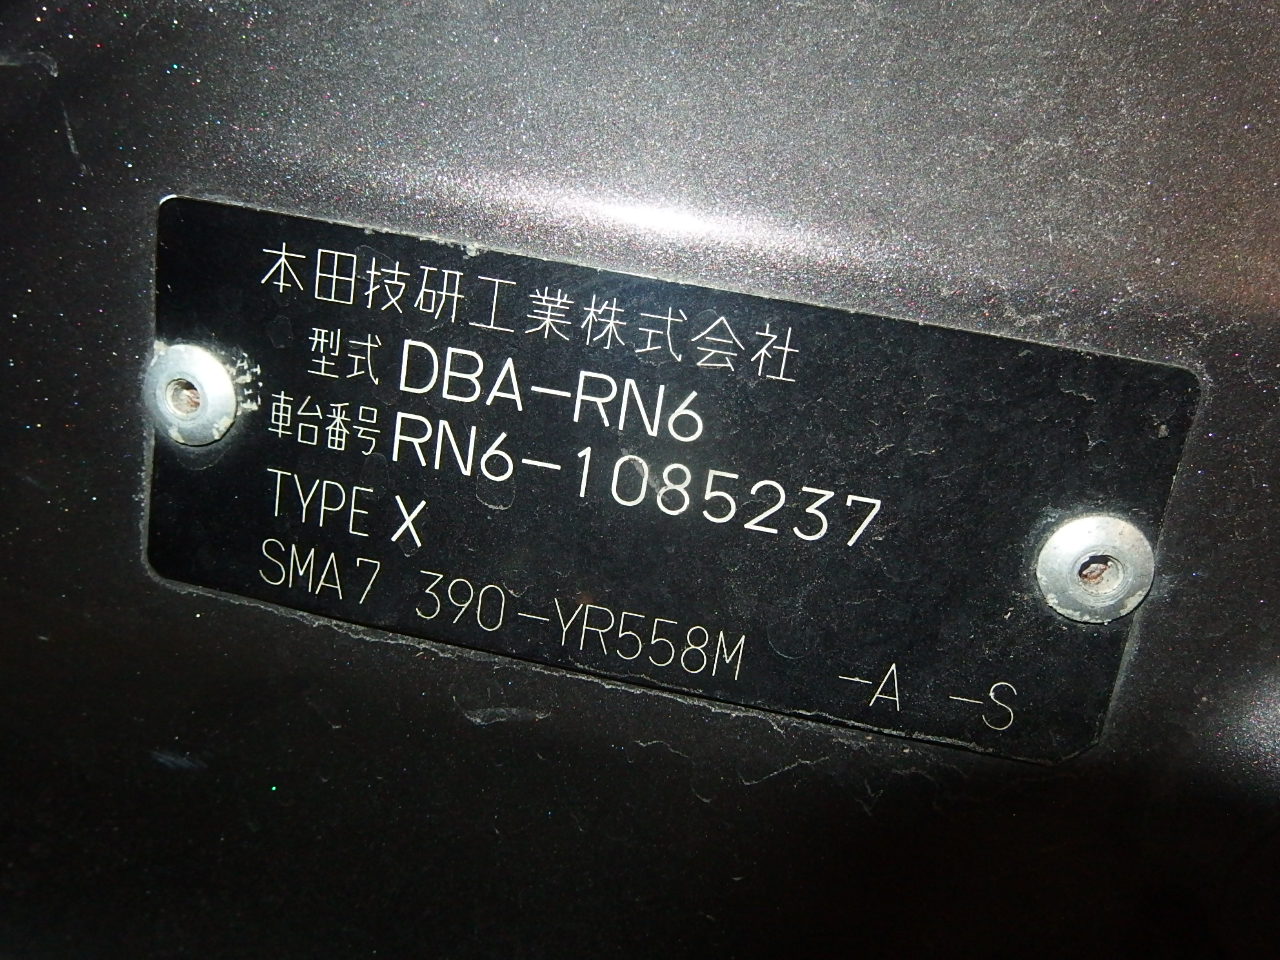 本田技研工業株式会社
型式 DBA-RN6
車台番号 RN6-1085237
TYPE X
SMA7 390-YR558M -A -S